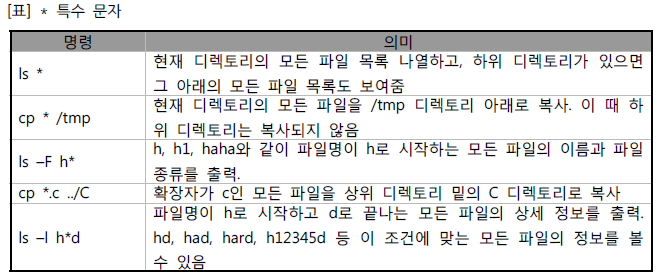 [표] * 특수 문자
명령 의미
ls * 현재 디렉토리의 모든 파일 목록 나열하고, 하위 디렉토리가 있으면
그 아래의 모든 파일 목록도 보여줌
cp * /tmp 현재 디렉토리의 모든 파일을 /tmp 디렉토리 아래로 복사. 이 때 하
위 디렉토리는 복사되지 않음
ls –F h* h, h1, haha와 같이 파일명이 h로 시작하는 모든 파일의 이름과 파일
종류를 출력.
cp *.c ../C 확장자가 c인 모든 파일을 상위 디렉토리 밑의 C 디렉토리로 복사
파일명이 h로 시작하고 d로 끝나는 모든 파일의 상세 정보를 출력.
ls –l h*d hd, had, hard, h12345d 등 이 조건에 맞는 모든 파일의 정보를 볼
수 있음